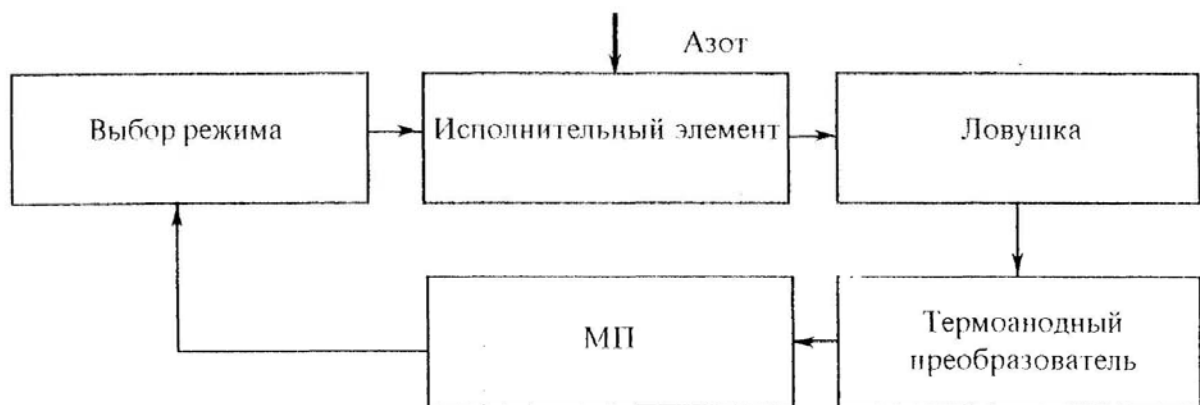 Азот
Выбор режима
Исполнительный элемент
Ловушка
МП
Термоанодный
преобразователь